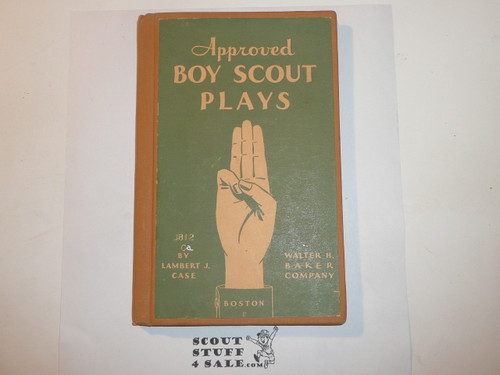 Approved
BOY SCOUT
PLAYS
BY
LAMBERT J.
CASE
WALTER H.
BAKER
COMPANY
BOSTON
SCOUT
STUFF
4 SALE.com